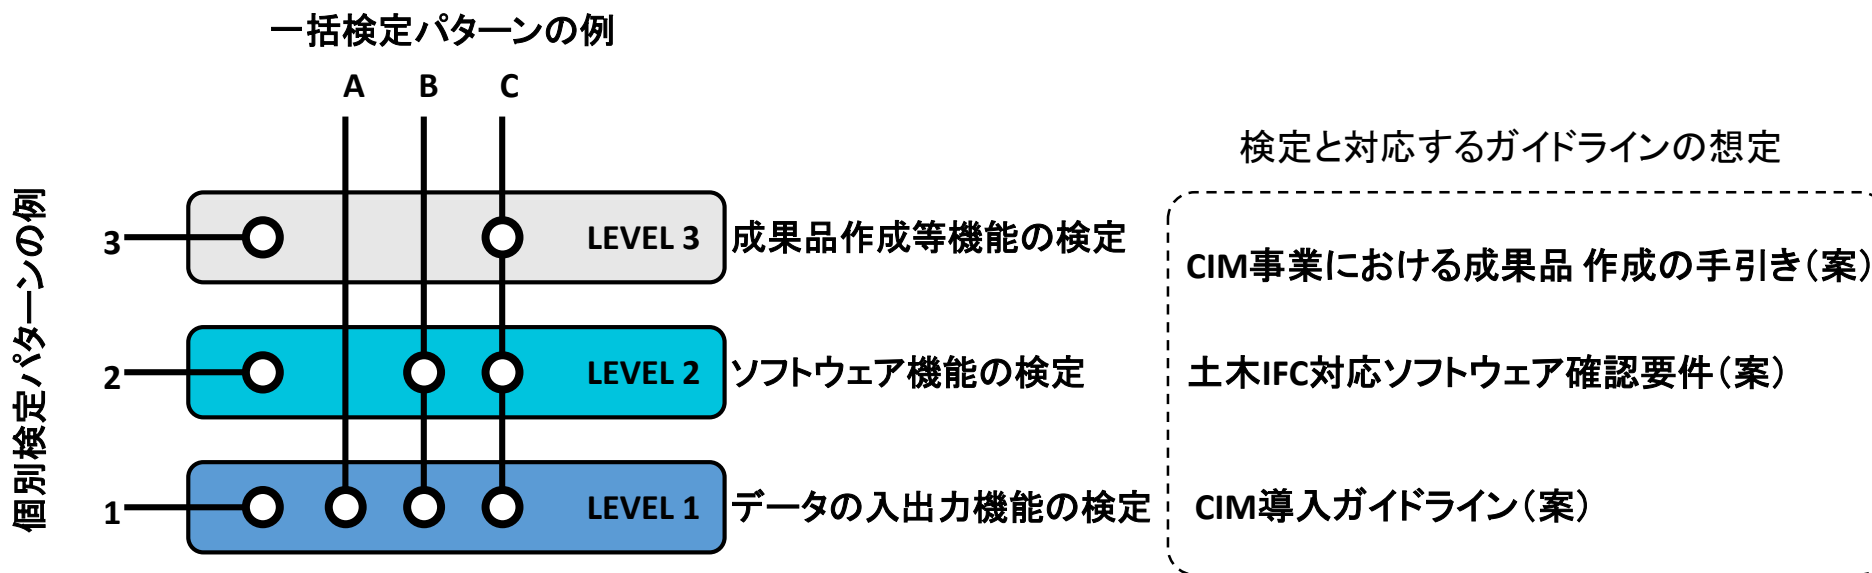 一括検定パターンの例
A B C
検定と対応するガイドラインの想定
個別検定パターンの例
3 LEVEL 3 成果品作成等機能の検定
CIM事業における成果品 作成の手引き(案)
2 LEVEL 2 ソフトウェア機能の検定
土木IFC対応ソフトウェア確認要件(案)
1 LEVEL 1 データの入出力機能の検定
CIM導入ガイドライン(案)